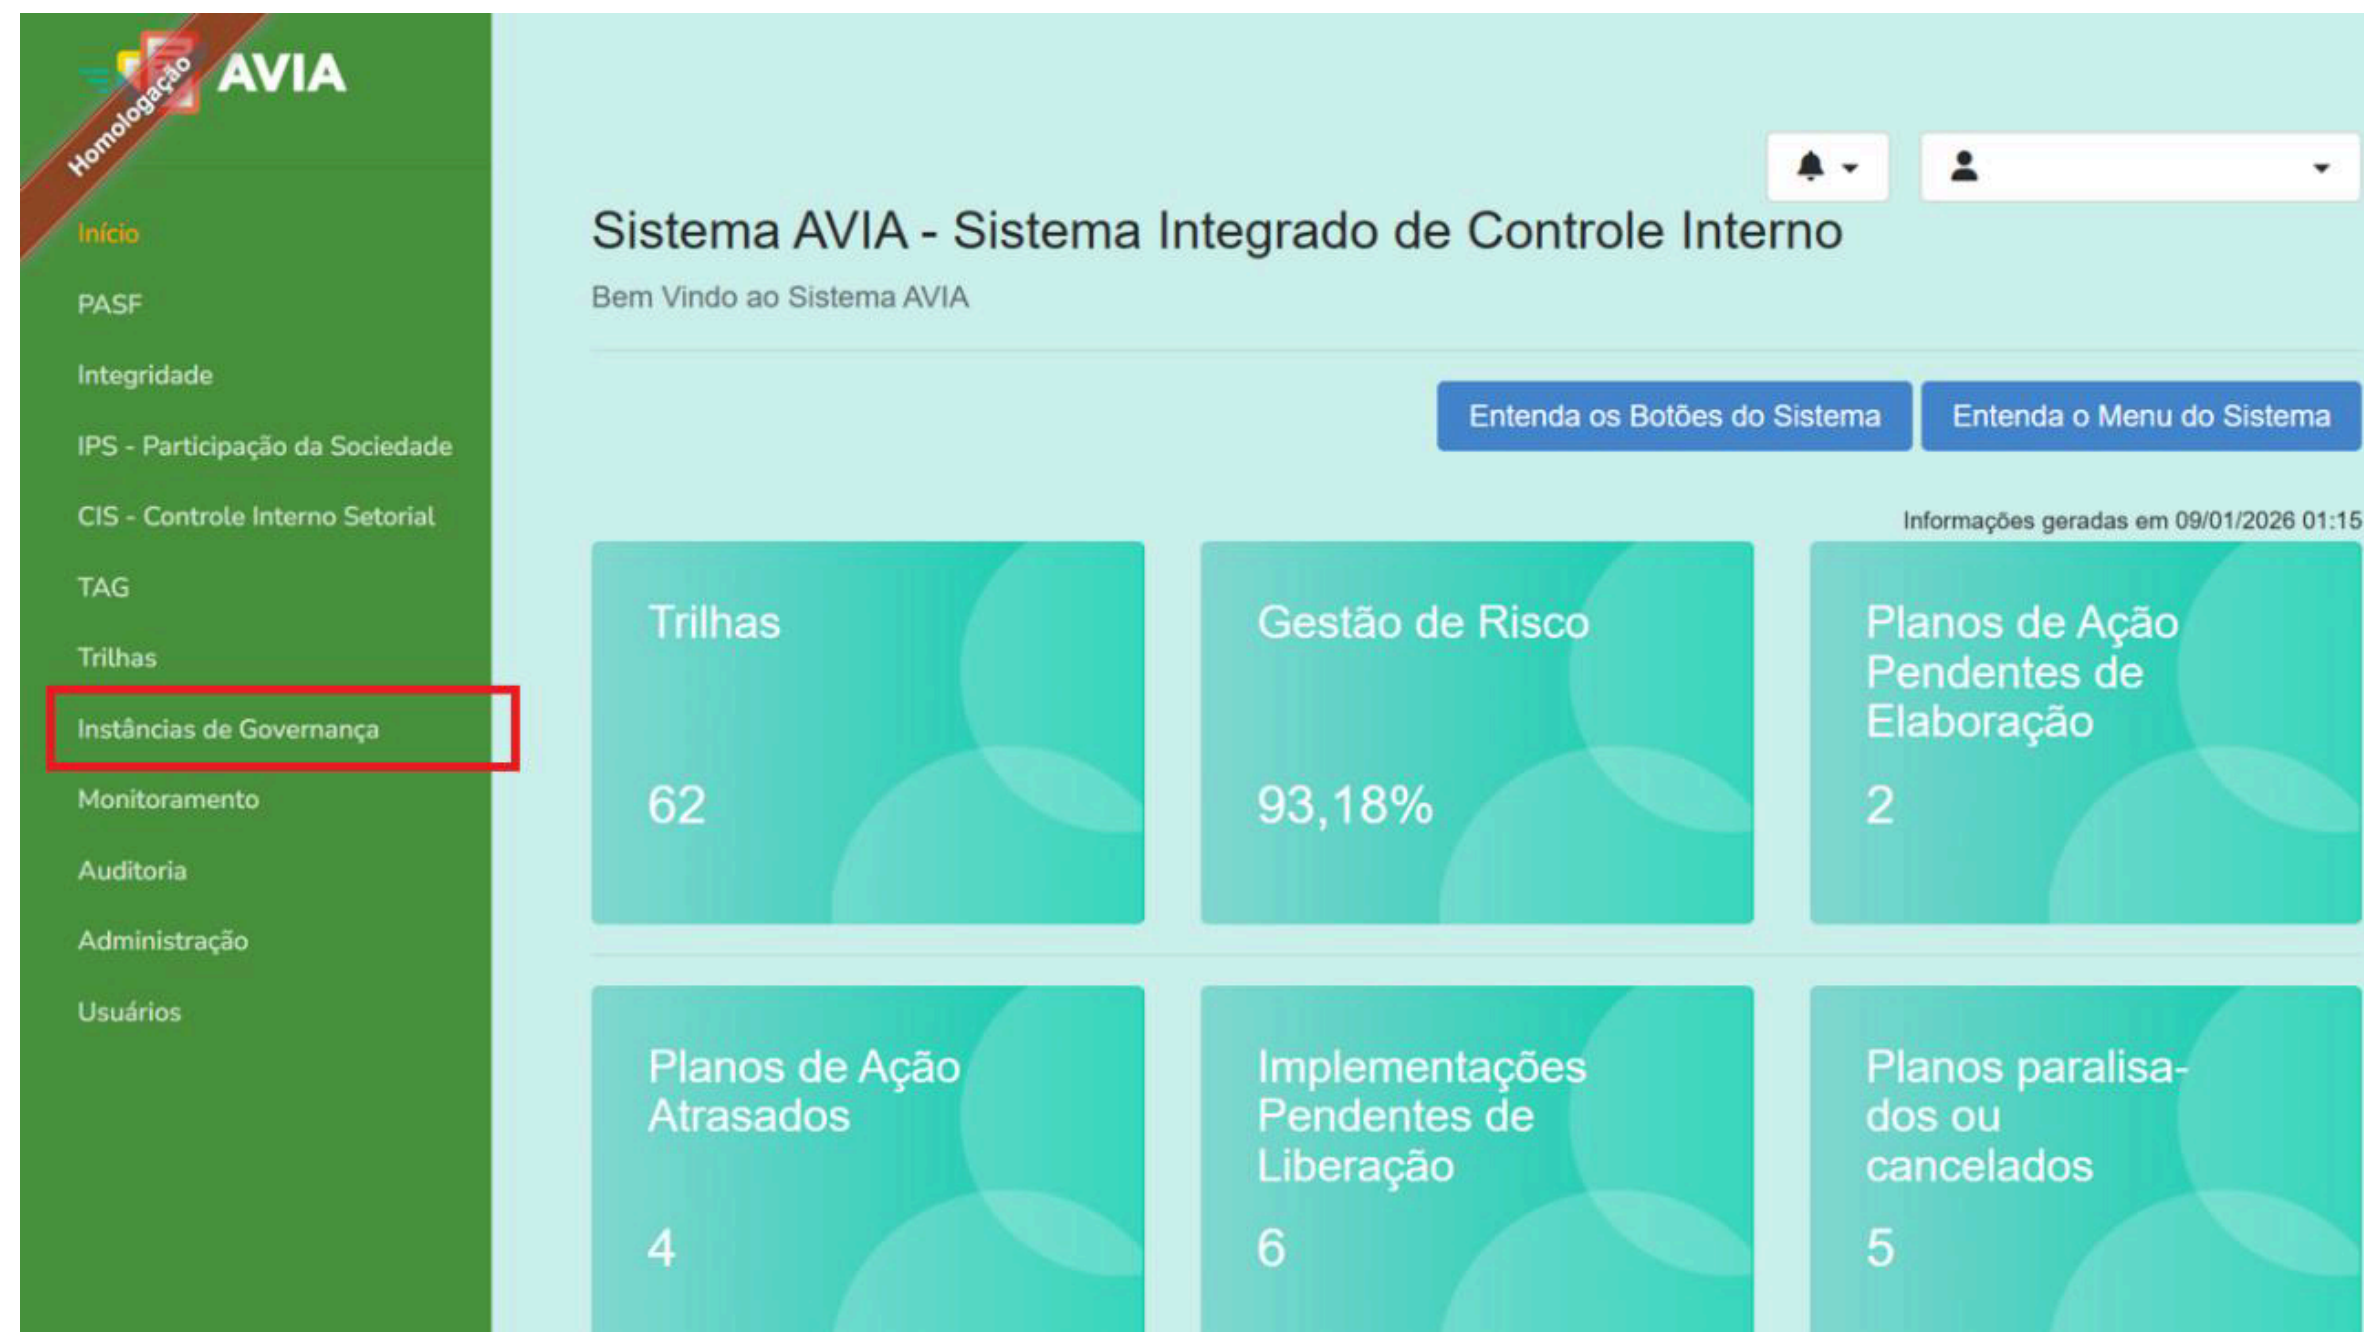 AVIA
Homologação
Início
PASF
Integridade
IPS - Participação da Sociedade
CIS - Controle Interno Setorial
TAG
Trilhas
Instâncias de Governança
Monitoramento
Auditoria
Administração
Usuários
Sistema AVIA - Sistema Integrado de Controle Interno
Bem Vindo ao Sistema AVIA
Entenda os Botões do Sistema
Entenda o Menu do Sistema
Informações geradas em 09/01/2026 01:15
Trilhas
62
Gestão de Risco
93,18%
Planos de Ação
Pendentes de
Elaboração
2
Planos de Ação
Atrasados
4
Implementações
Pendentes de
Liberação
6
Planos paralisa-
dos ou
cancelados
5